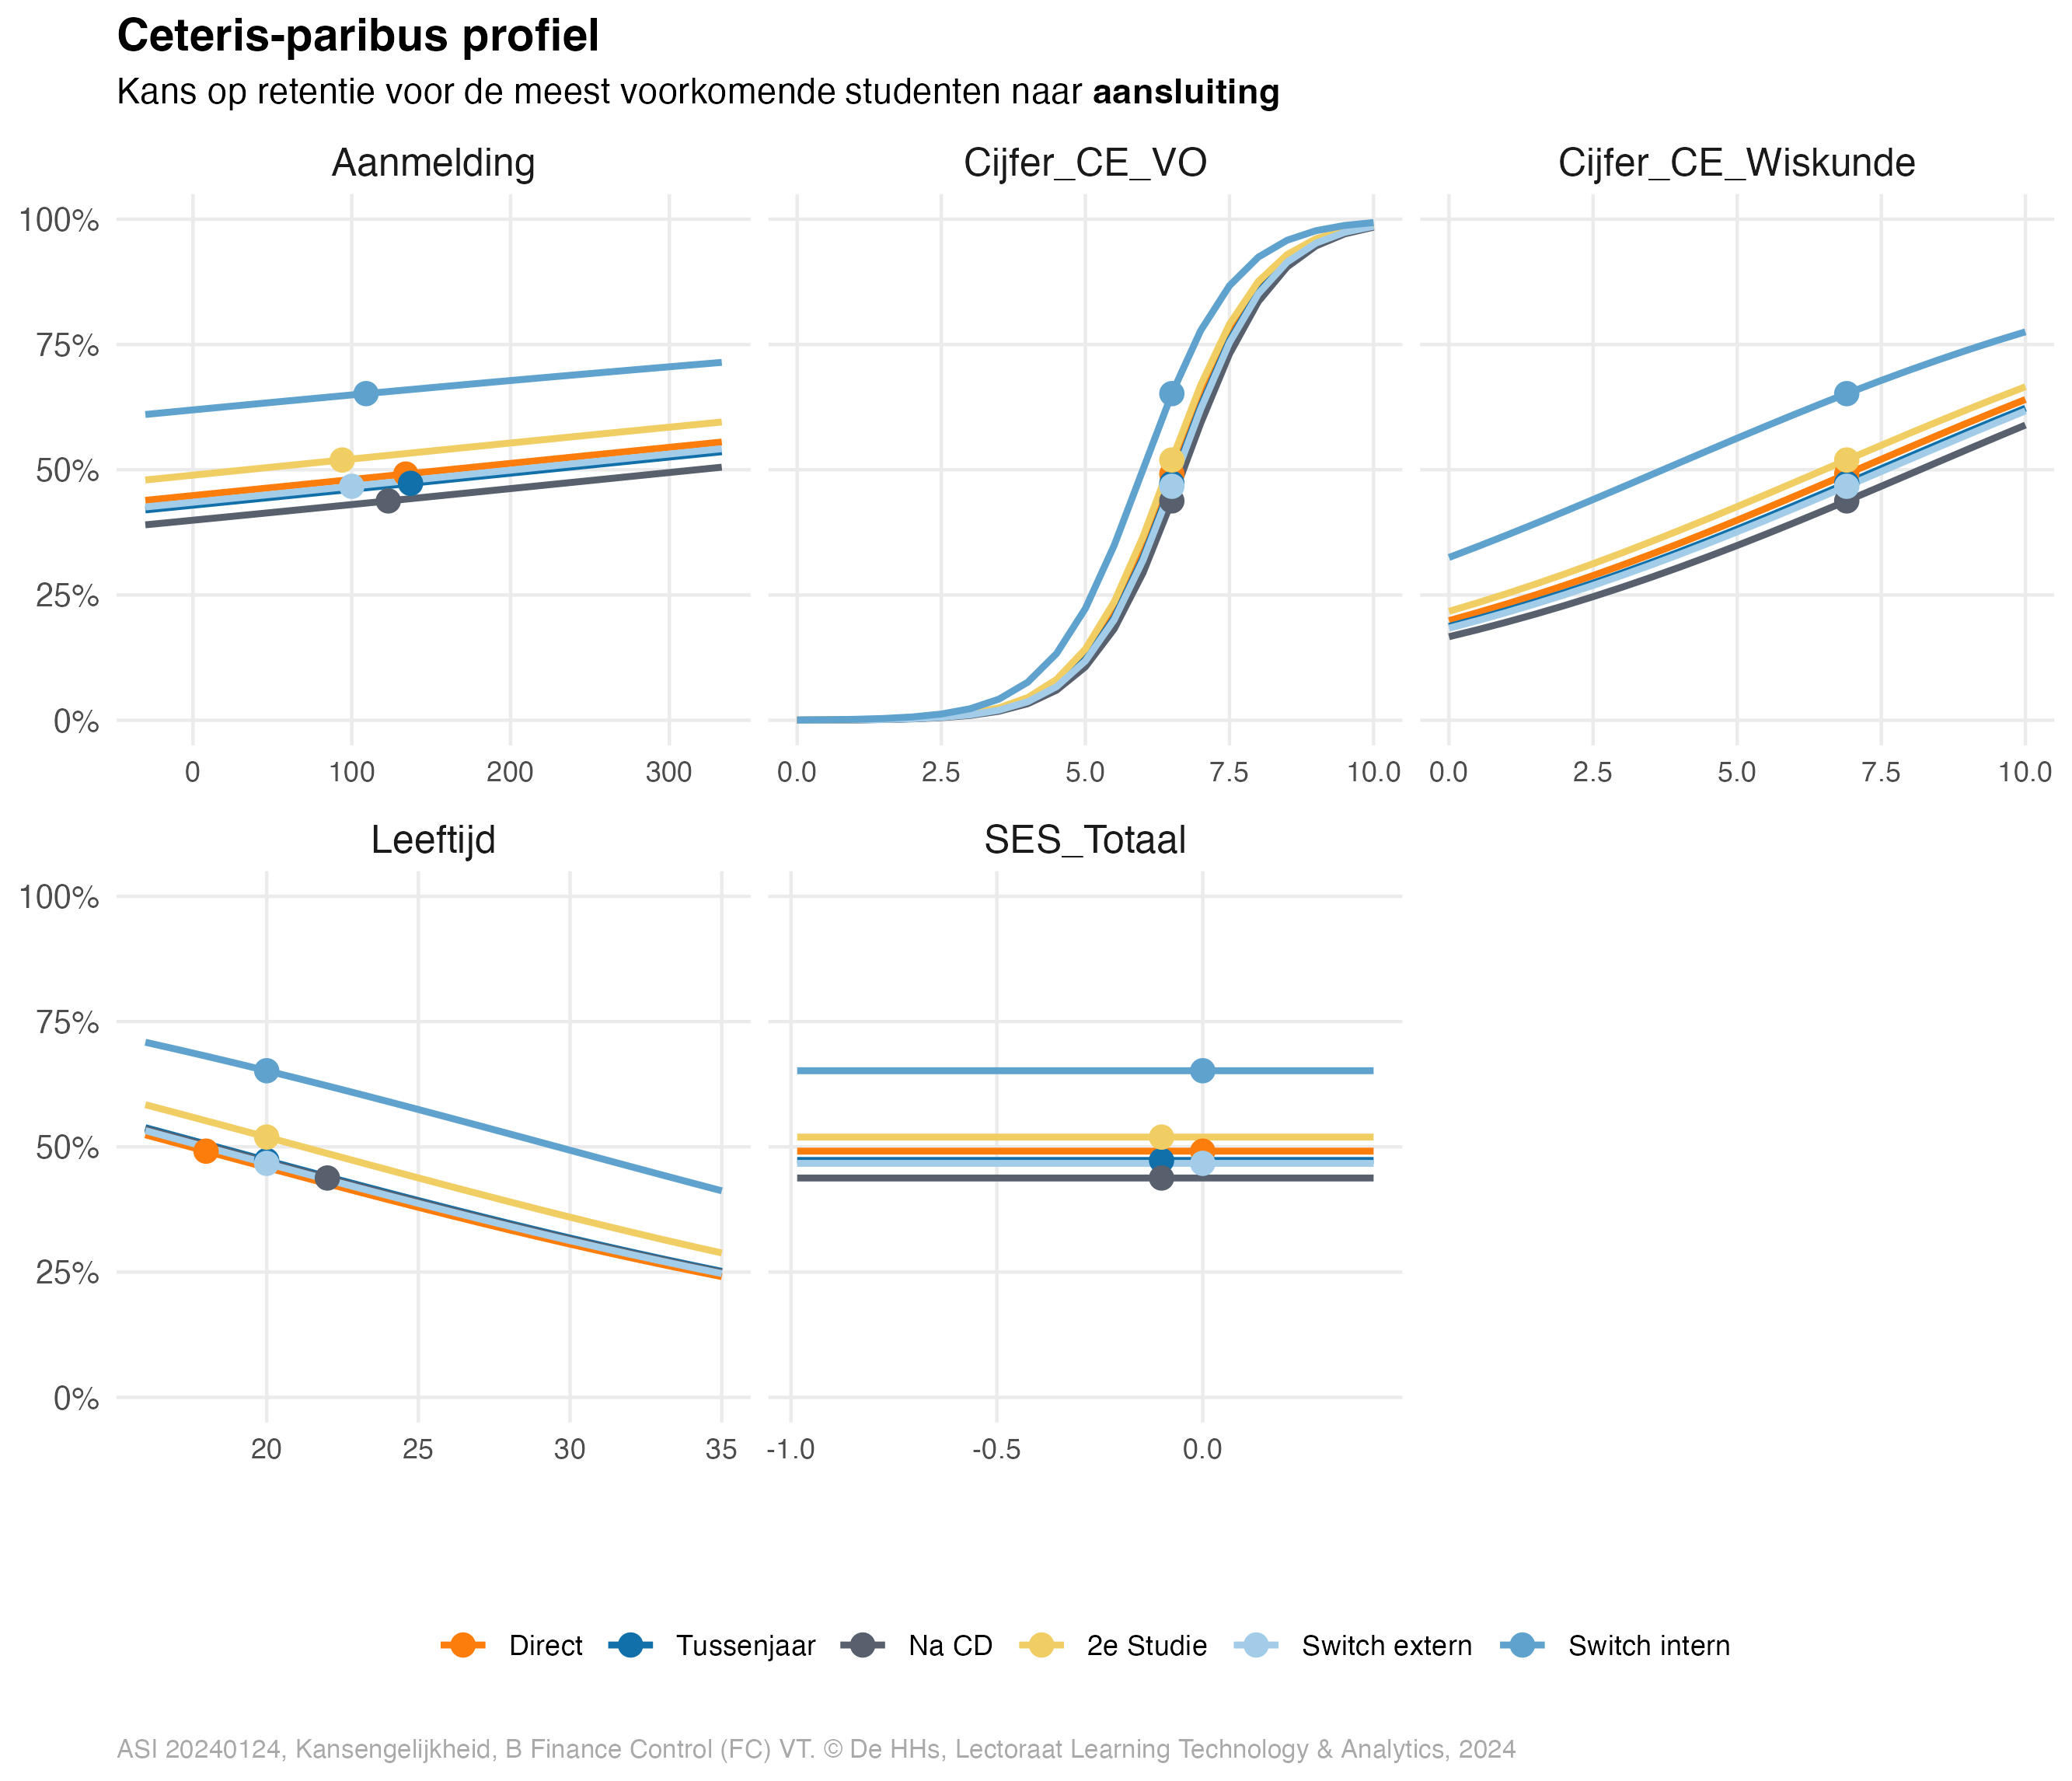 Ceteris-paribus profiel
Kans op retentie voor de meest voorkomende studenten naar aansluiting
Aanmelding Cijfer_CE_VO Cijfer_CE_Wiskunde
100%
75%
50%
25%
0%
0 100 200 300 0.0 2.5 5.0 7.5 10.0 0.0 2.5 5.0 7.5 10.0
Leeftijd SES_Totaal
100%
75%
50%
25%
0%
20 25 30 35 -1.0 -0.5 0.0
Direct Tussenjaar Na CD 2e Studie Switch extern Switch intern
ASI 20240124, Kansengelijkheid, B Finance Control (FC) VT. © De HHs, Lectoraat Learning Technology & Analytics, 2024